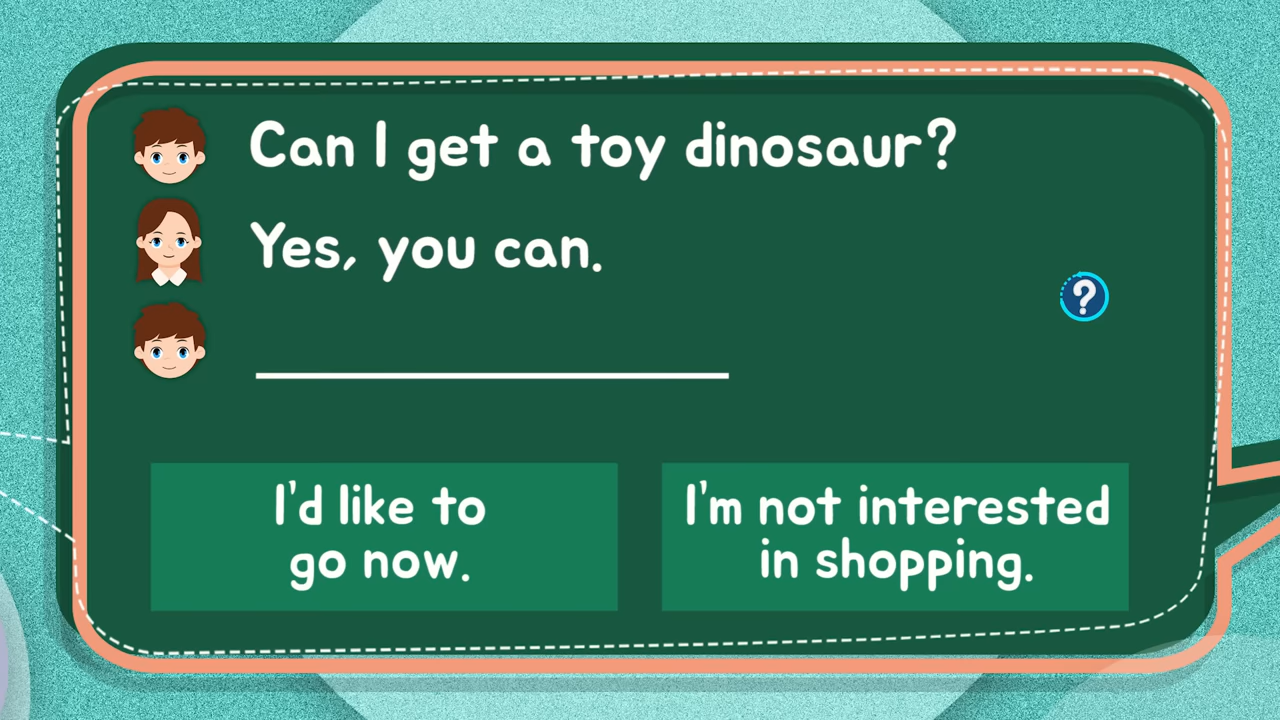 Can I get a toy dinosaur?
Yes, you can.
?
I'd like to
go now.
I'm not interested
in shopping.